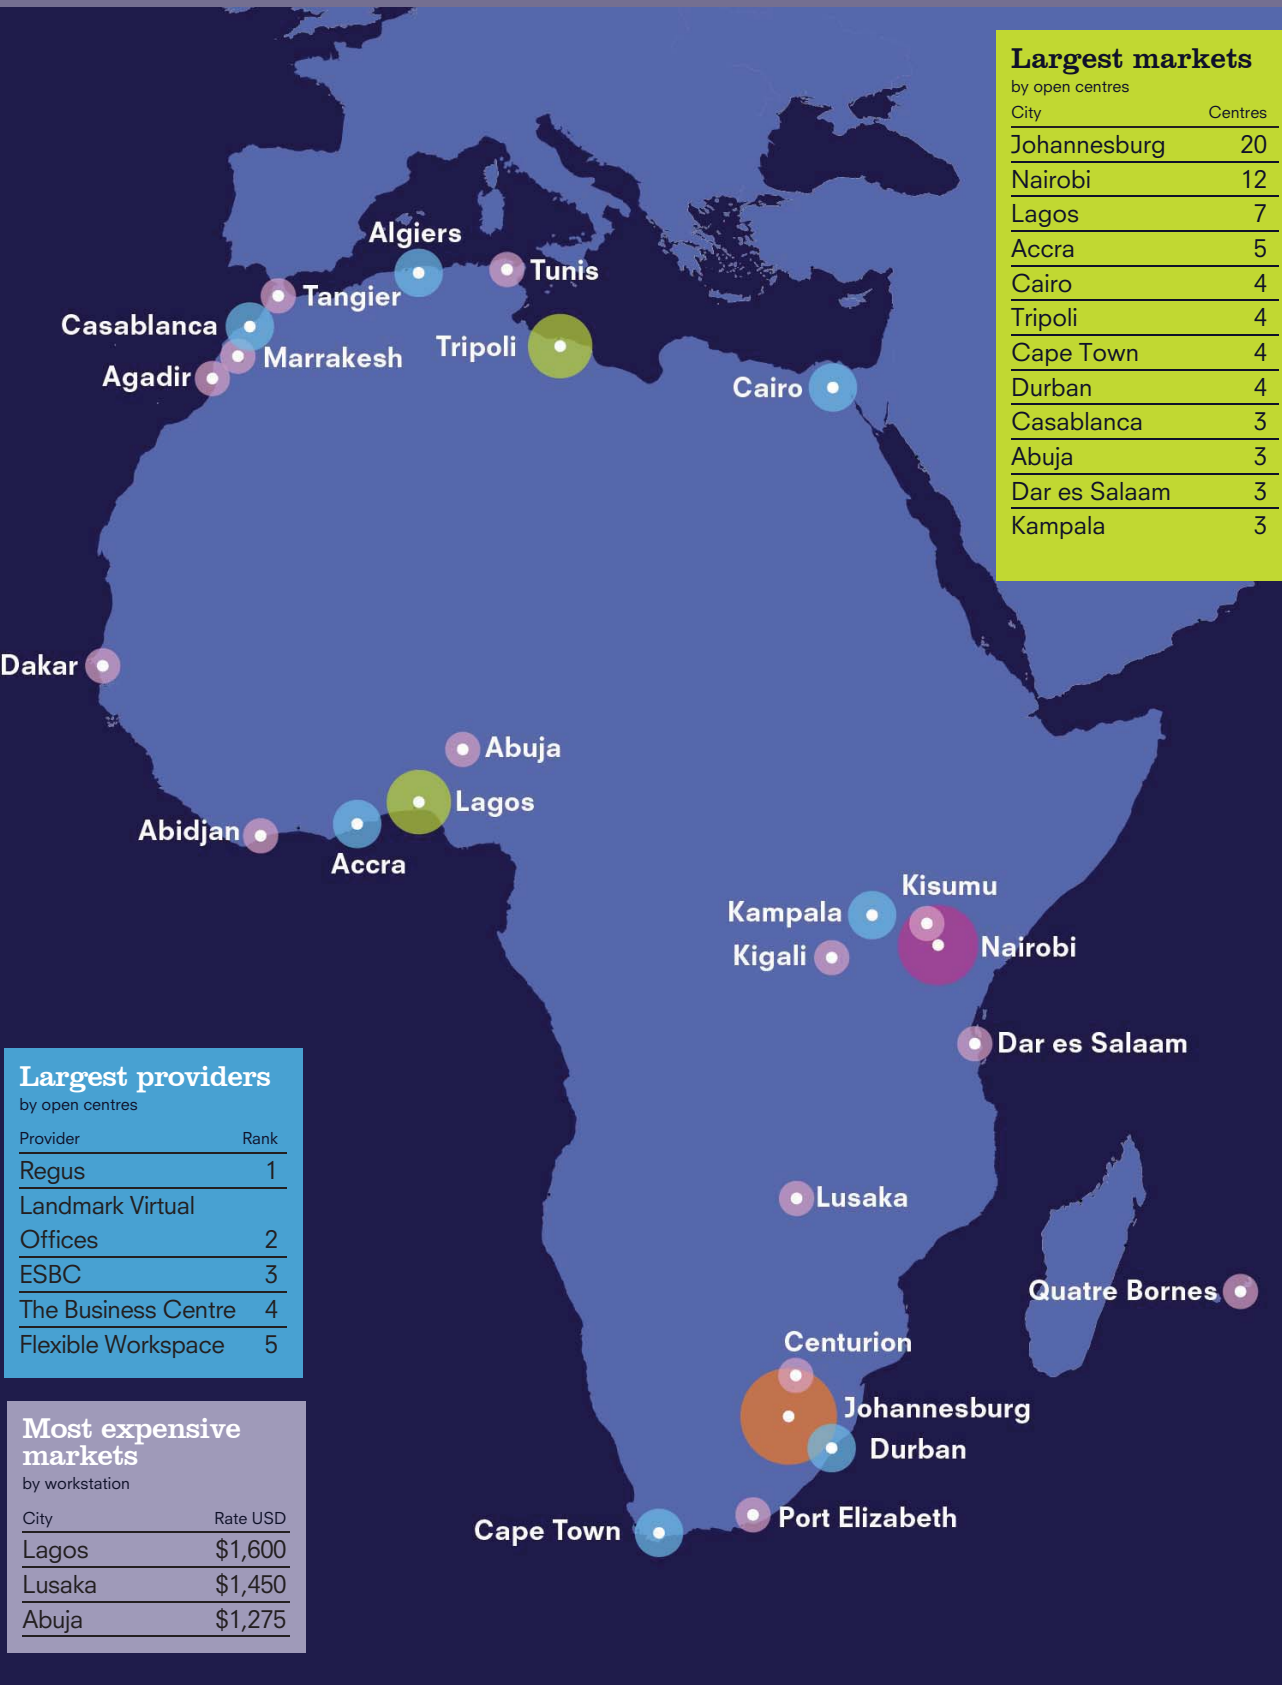 Largest markets
by open centres
City Centres
Johannesburg 20
Nairobi 12
Lagos 7
Accra 5
Cairo 4
Tripoli 4
Cape Town 4
Durban 4
Casablanca 3
Abuja 3
Dar es Salaam 3
Kampala 3
Algiers
Tunis
Tangier
Casablanca
Tripoli
Marrakesh
Agadir
Cairo
Dakar
Abuja
Lagos
Abidjan
Accra
Kisumu
Kampala
Nairobi
Kigali
Dar es Salaam
Lusaka
Quatre Bornes
Centurion
Johannesburg
Durban
Port Elizabeth
Cape Town
Largest providers
by open centres
Provider Rank
Regus 1
Landmark Virtual
Offices 2
ESBC 3
The Business Centre 4
Flexible Workspace 5
Most expensive
markets
by workstation
City Rate USD
Lagos $1,600
Lusaka $1,450
Abuja $1,275